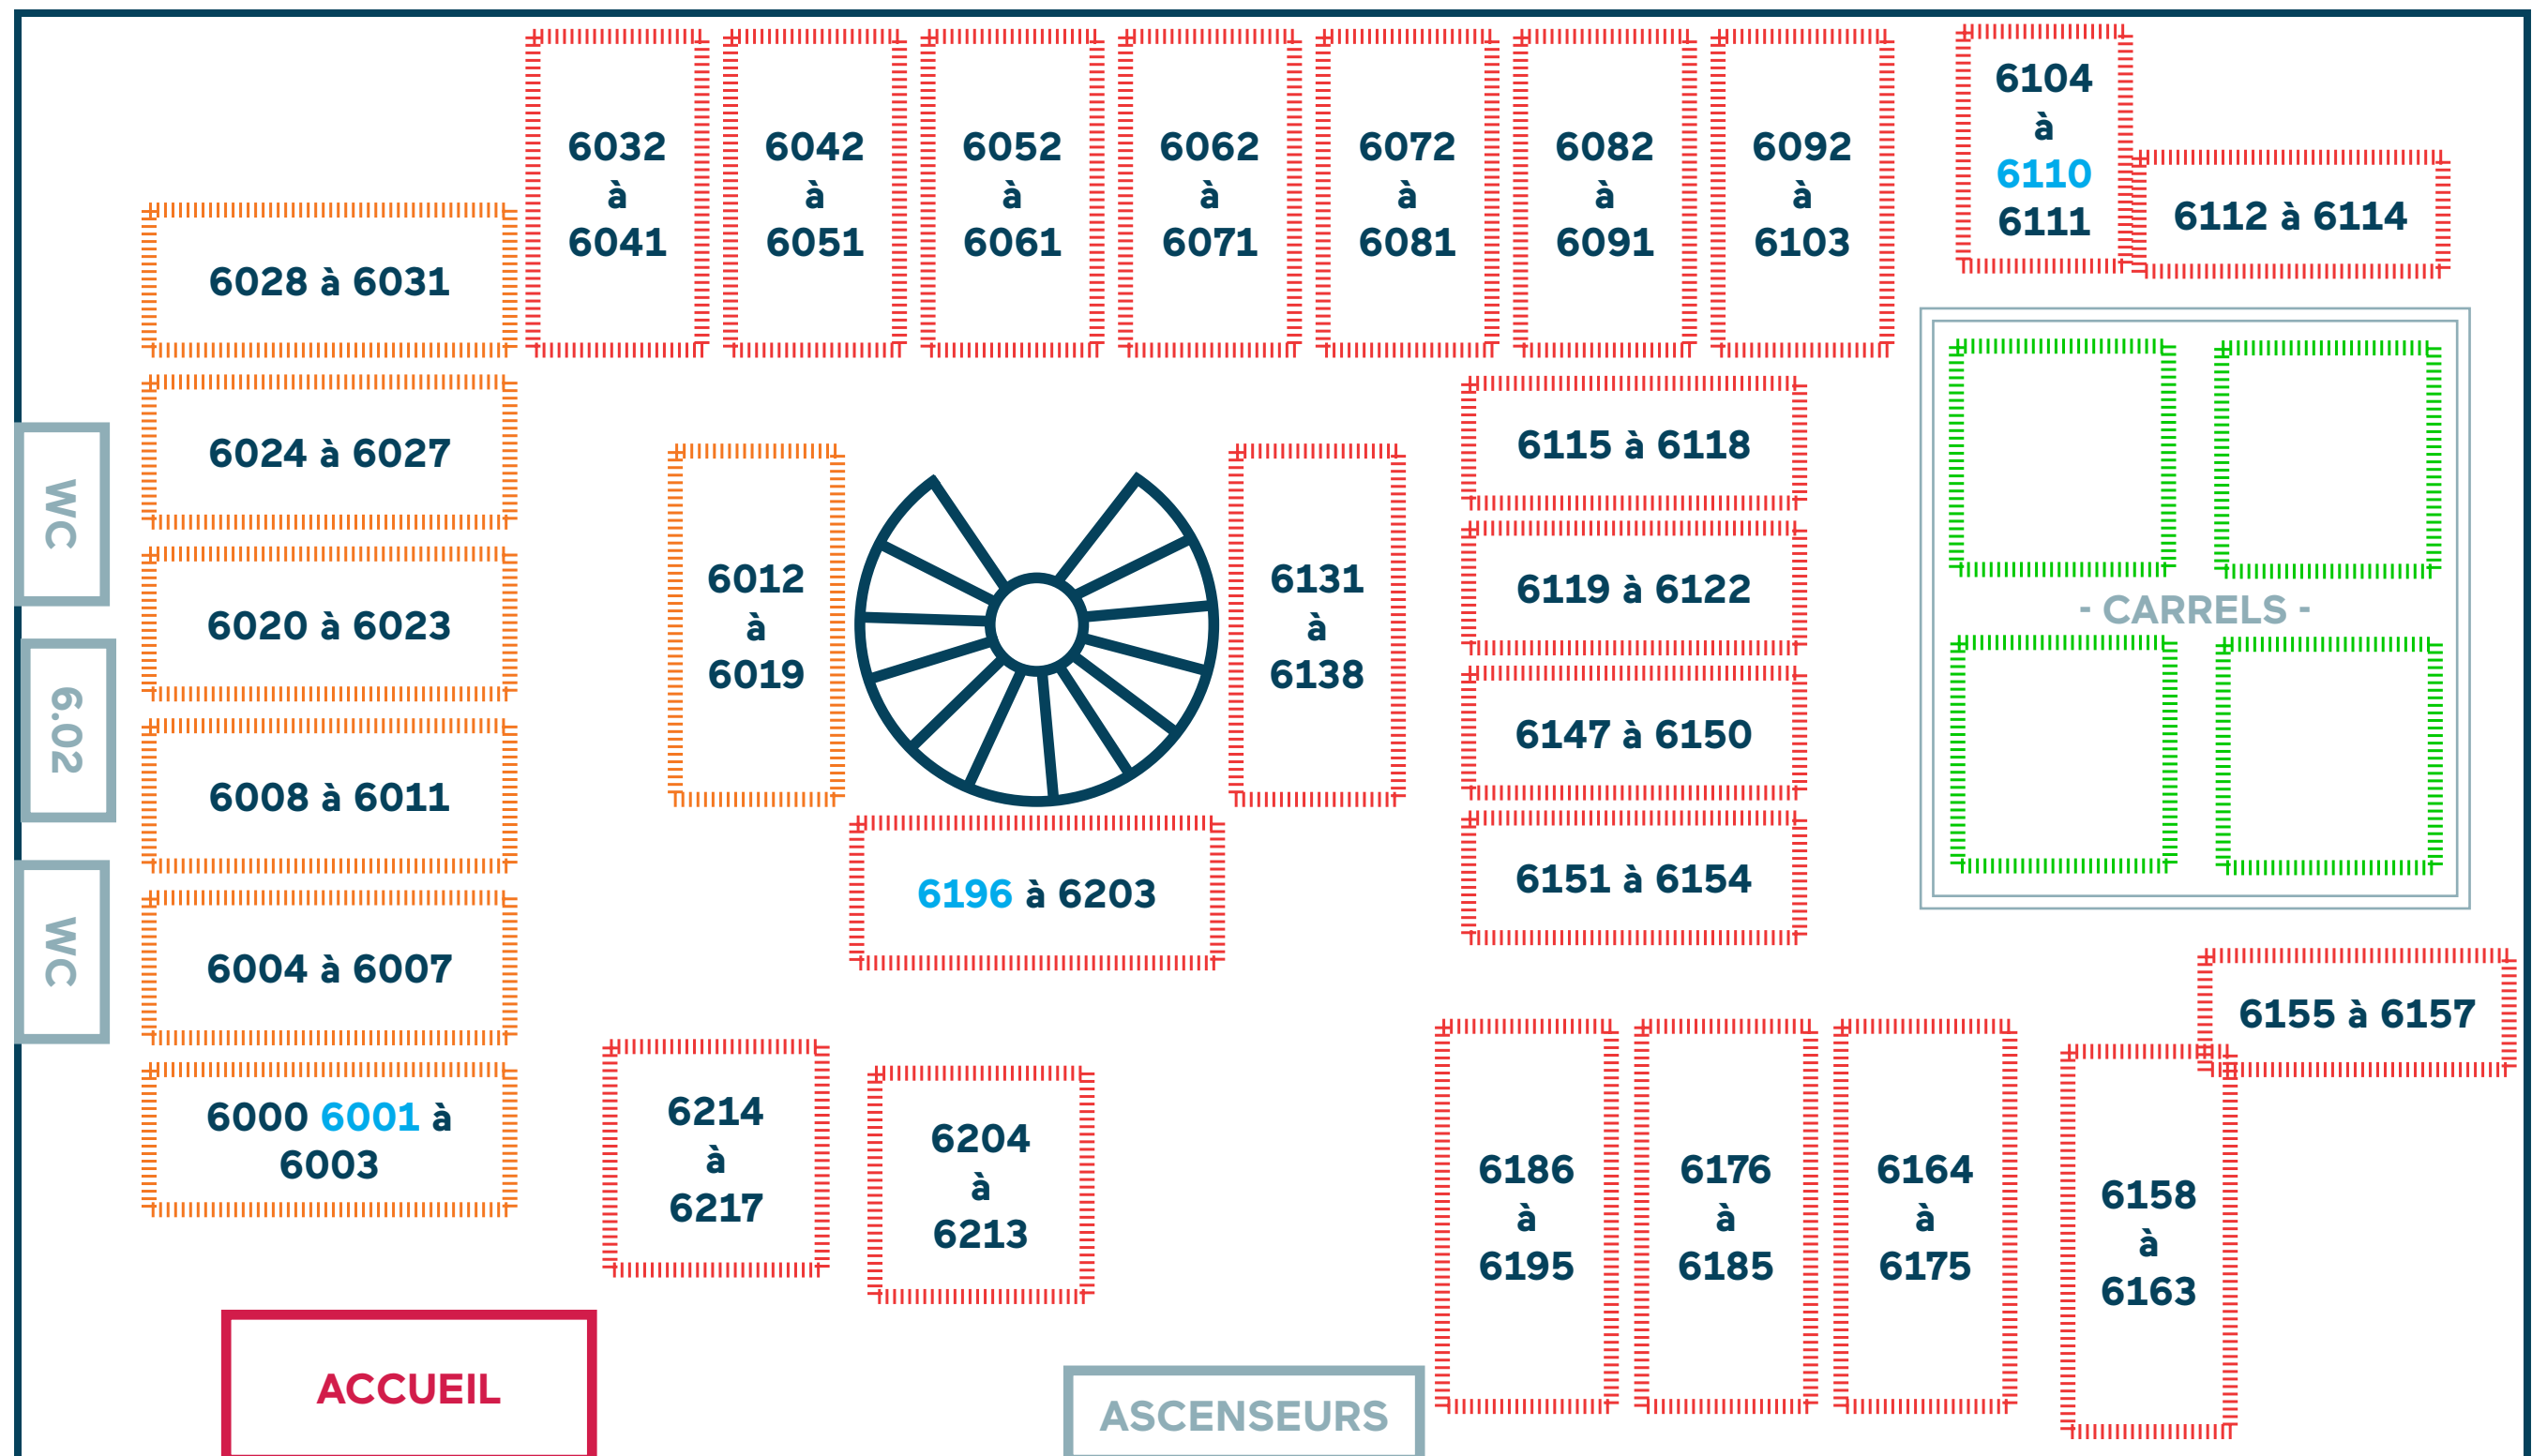 6032
à
6041
6042
à
6051
6052
à
6061
6062
à
6071
6072
à
6081
6082
à
6091
6092
à
6103
6104
à
6110
6111
6112 à 6114
6028 à 6031
6024 à 6027
6020 à 6023
6008 à 6011
6004 à 6007
6000 6001 à
6003
WC
6.02
WC
6012
à
6019
6131
à
6138
6196 à 6203
6115 à 6118
6119 à 6122
6147 à 6150
6151 à 6154
- CARRELS -
6155 à 6157
6214
à
6217
6204
à
6213
6186
à
6195
6176
à
6185
6164
à
6175
6158
à
6163
ACCUEIL
ASCENSEURS